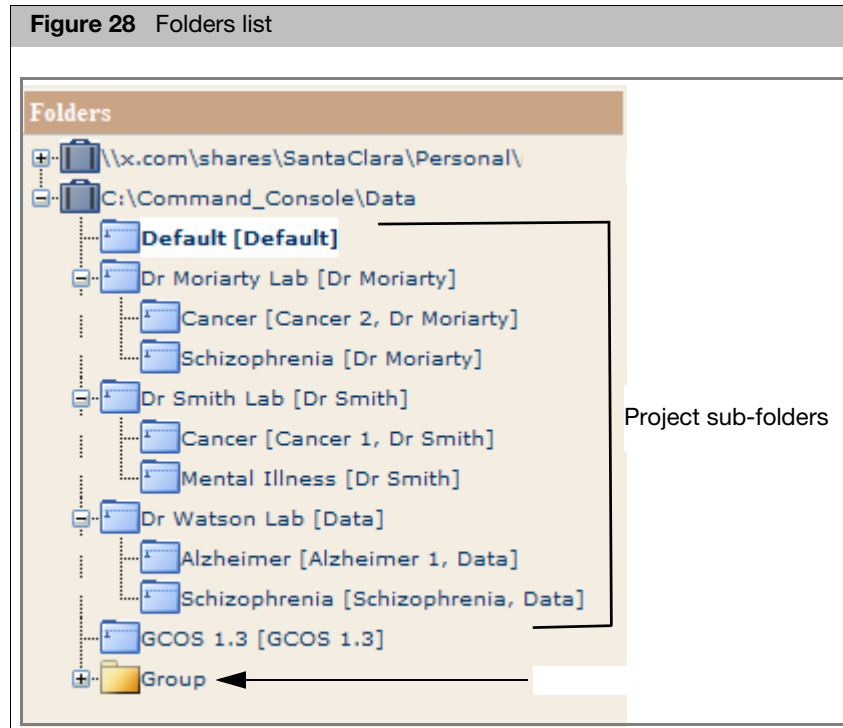 Figure 28 Folders list
Folders
\\x.com\shares\SantaClara\Personal\
C:\Command_Console\Data
Default [Default]
Dr Moriarty Lab [Dr Moriarty]
Cancer [Cancer 2, Dr Moriarty]
Schizophrenia [Dr Moriarty]
Dr Smith Lab [Dr Smith]
Cancer [Cancer 1, Dr Smith]
Mental Illness [Dr Smith]
Dr Watson Lab [Data]
Alzheimer [Alzheimer 1, Data]
Schizophrenia [Schizophrenia, Data]
GCOS 1.3 [GCOS 1.3]
Group
Project sub-folders